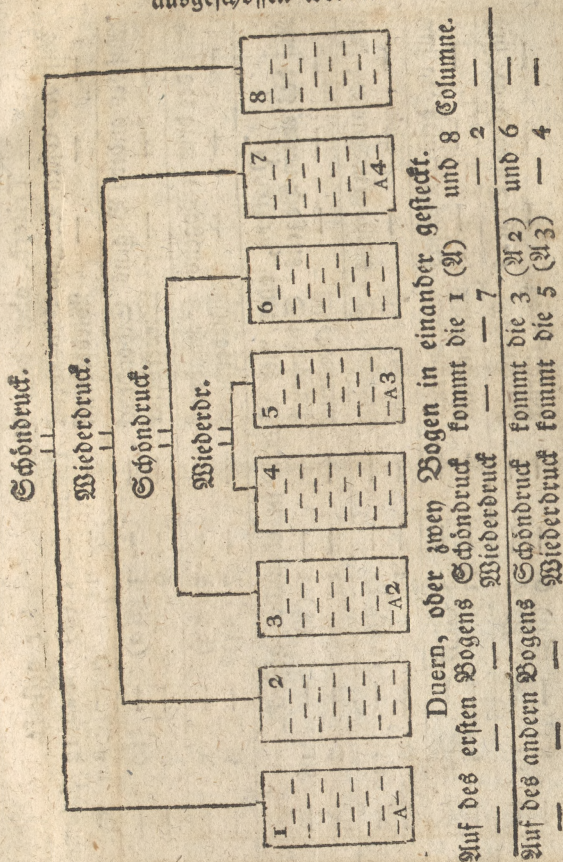 Schöndruck.
Wiederdruck.
Schöndruck.
Wiederdr.
1 2 3 4 5 6 7 8
-A- -A2 -A3 A4-
Duern, oder zwey Bogen in einander gesteckt.
Auf des ersten Bogens Schöndruck kommt die 1 (A) und 8 Columne.
— — Wiederdruck — — 7 — 2 —
Auf des andern Bogens Schöndruck kommt die 3 (A 2) und 6 —
— — — Wiederdruck kommt die 5 (A 3) — 4 —